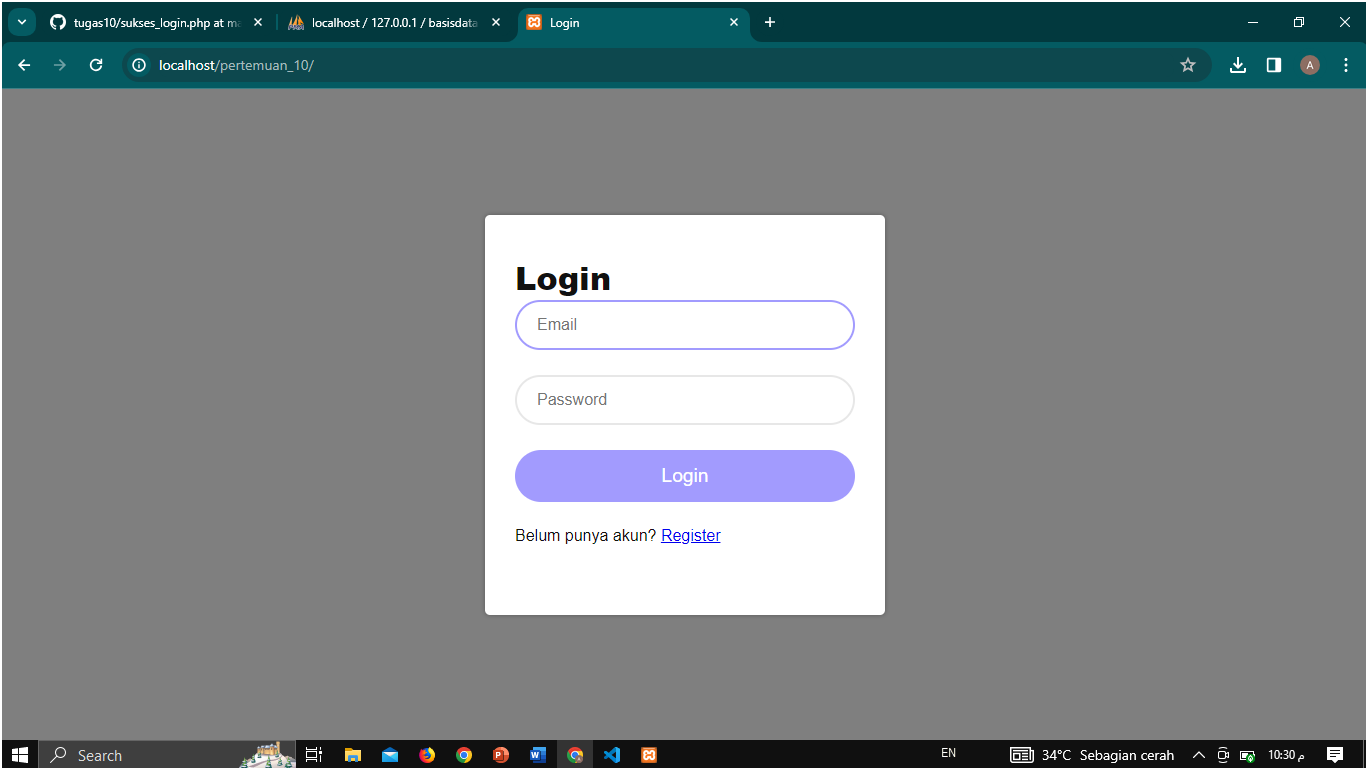 tugas10/sukses_login.php at ma
localhost / 127.0.0.1 / basisdata
Login
localhost/pertemuan_10/
A
Login
Email
Password
Login
Belum punya akun? Register
Search
EN
34°C Sebagian cerah
10:30 م